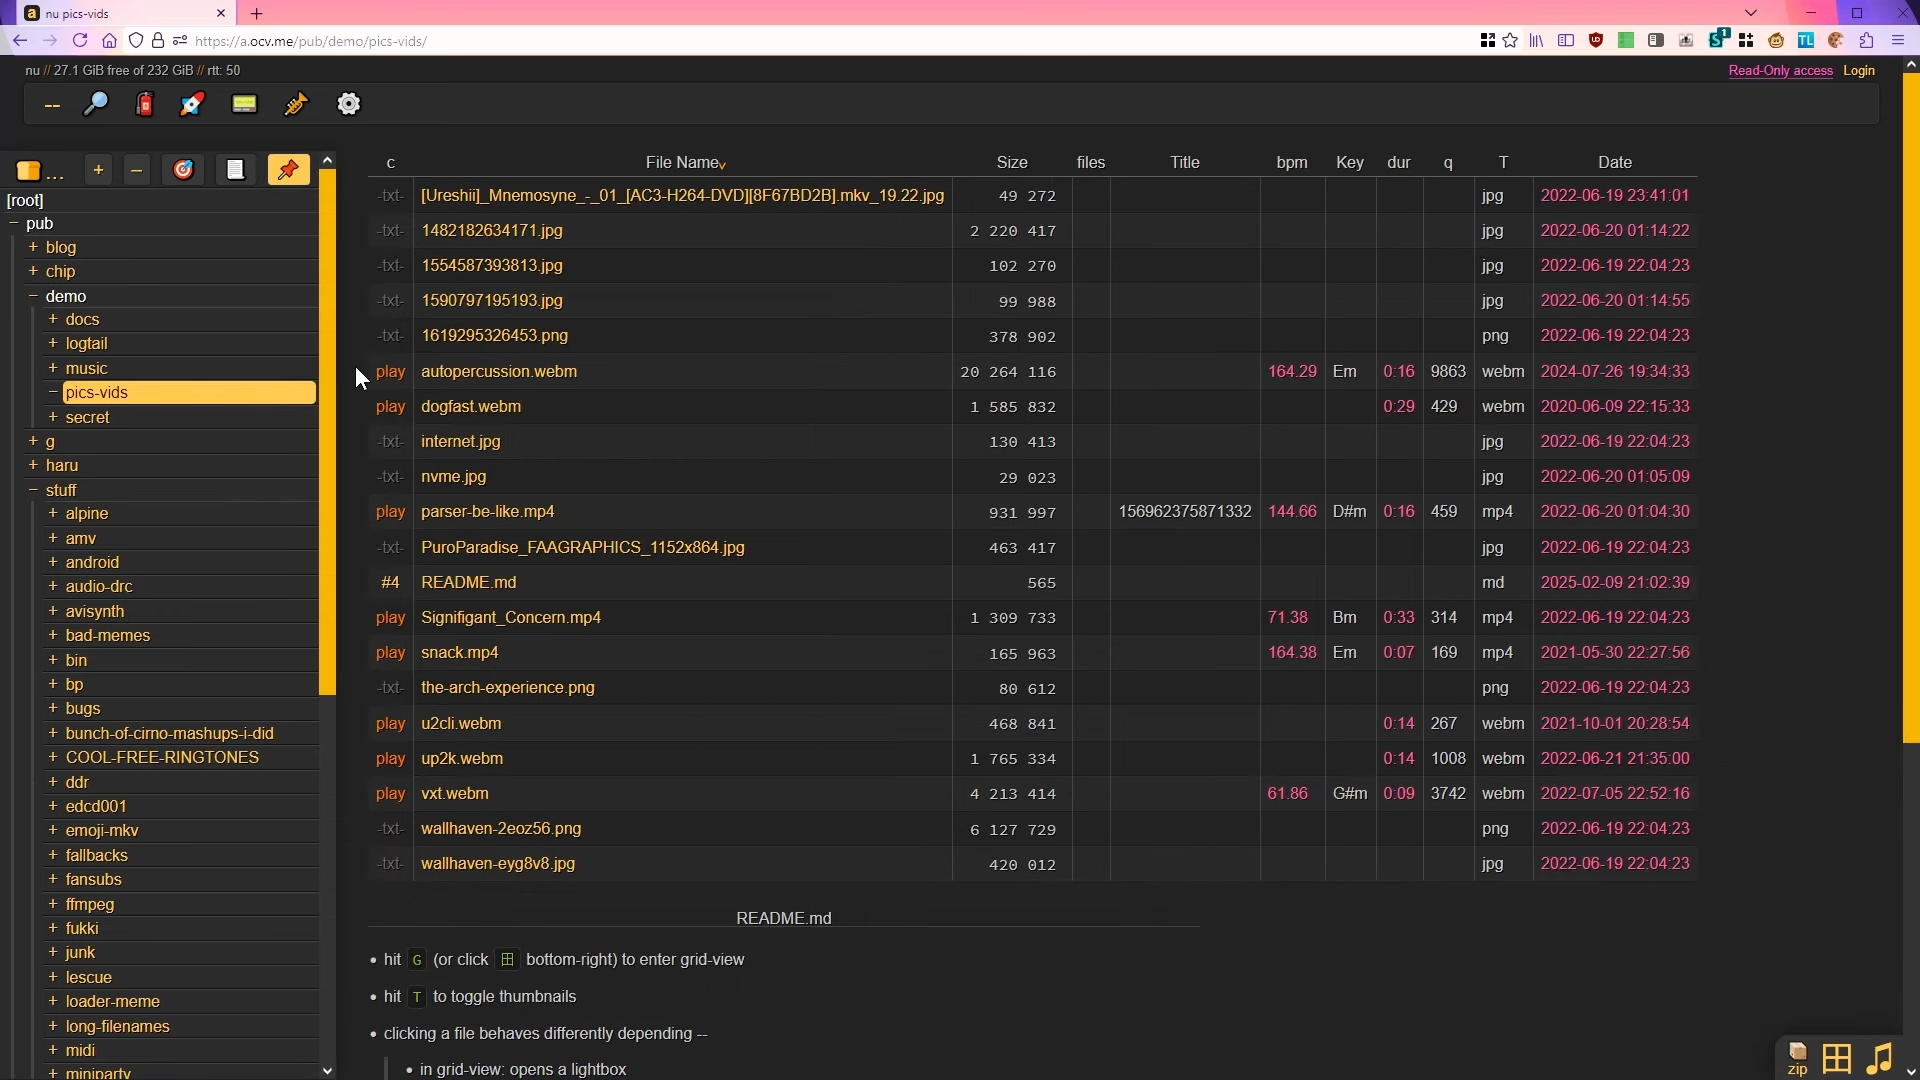 nu pics-vids
https://a.ocv.me/pub/demo/pics-vids/
1
TL
nu // 27.1 GiB free of 232 GiB // rtt: 50
Read-Only access Login
--
...
+
−
[root]
− pub
+ blog
+ chip
− demo
+ docs
+ logtail
+ music
− pics-vids
+ secret
+ g
+ haru
− stuff
+ alpine
+ amv
+ android
+ audio-drc
+ avisynth
+ bad-memes
+ bin
+ bp
+ bugs
+ bunch-of-cirno-mashups-i-did
+ COOL-FREE-RINGTONES
+ ddr
+ edcd001
+ emoji-mkv
+ fallbacks
+ fansubs
+ ffmpeg
+ fukki
+ junk
+ lescue
+ loader-meme
+ long-filenames
+ midi
+ miniparty
c File Name Size files Title bpm Key dur q T Date
-txt- [Ureshii]_Mnemosyne_-_01_[AC3-H264-DVD][8F67BD2B].mkv_19.22.jpg 49 272 jpg 2022-06-19 23:41:01
-txt- 1482182634171.jpg 2 220 417 jpg 2022-06-20 01:14:22
-txt- 1554587393813.jpg 102 270 jpg 2022-06-19 22:04:23
-txt- 1590797195193.jpg 99 988 jpg 2022-06-20 01:14:55
-txt- 1619295326453.png 378 902 png 2022-06-19 22:04:23
play autopercussion.webm 20 264 116 164.29 Em 0:16 9863 webm 2024-07-26 19:34:33
play dogfast.webm 1 585 832 0:29 429 webm 2020-06-09 22:15:33
-txt- internet.jpg 130 413 jpg 2022-06-19 22:04:23
-txt- nvme.jpg 29 023 jpg 2022-06-20 01:05:09
play parser-be-like.mp4 931 997 156962375871332 144.66 D#m 0:16 459 mp4 2022-06-20 01:04:30
-txt- PuroParadise_FAAGRAPHICS_1152x864.jpg 463 417 jpg 2022-06-19 22:04:23
#4 README.md 565 md 2025-02-09 21:02:39
play Signifigant_Concern.mp4 1 309 733 71.38 Bm 0:33 314 mp4 2022-06-19 22:04:23
play snack.mp4 165 963 164.38 Em 0:07 169 mp4 2021-05-30 22:27:56
-txt- the-arch-experience.png 80 612 png 2022-06-19 22:04:23
play u2cli.webm 468 841 0:14 267 webm 2021-10-01 20:28:54
play up2k.webm 1 765 334 0:14 1008 webm 2022-06-21 21:35:00
play vxt.webm 4 213 414 61.86 G#m 0:09 3742 webm 2022-07-05 22:52:16
-txt- wallhaven-2eoz56.png 6 127 729 png 2022-06-19 22:04:23
-txt- wallhaven-eyg8v8.jpg 420 012 jpg 2022-06-19 22:04:23
README.md
• hit G (or click 田 bottom-right) to enter grid-view
• hit T to toggle thumbnails
• clicking a file behaves differently depending --
• in grid-view: opens a lightbox
zip